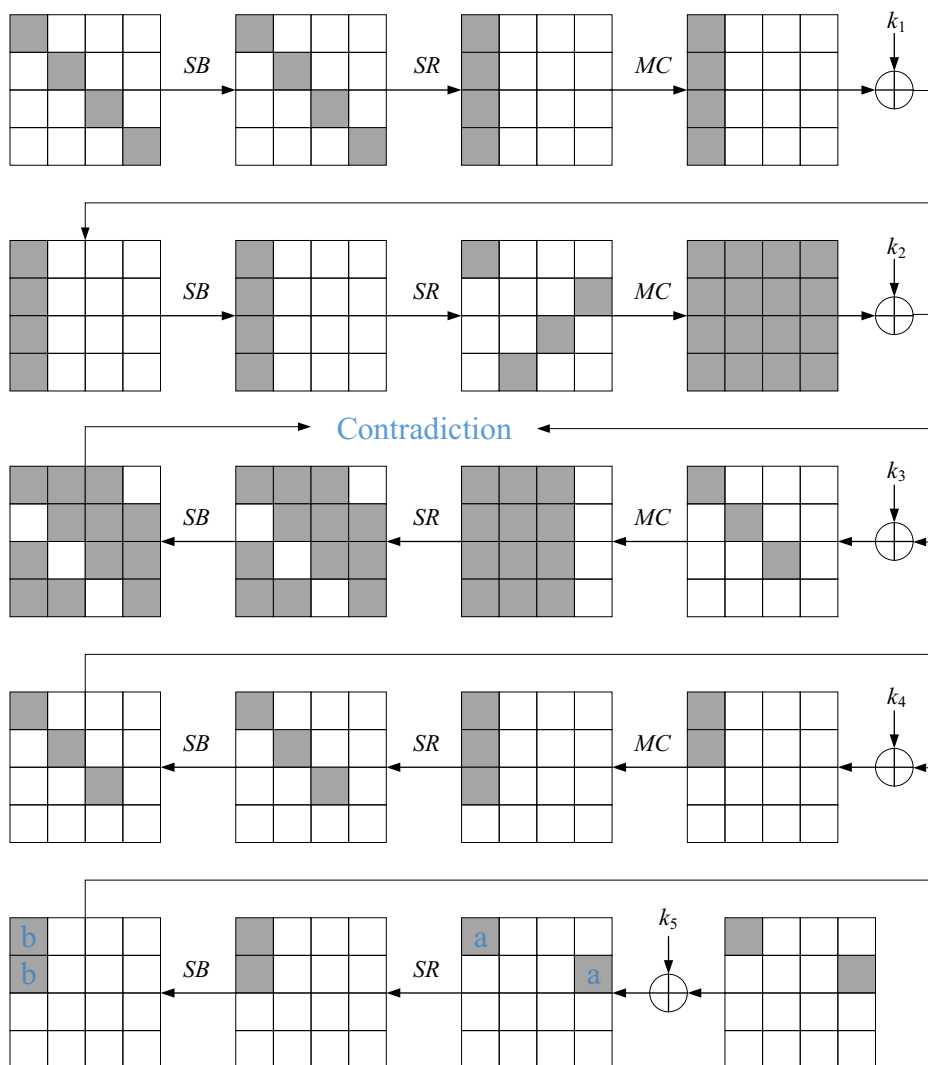 k1
SB SR MC
k2
SB SR MC
Contradiction
k3
SB SR MC
k4
SB SR MC
k5
b a
b SB SR a